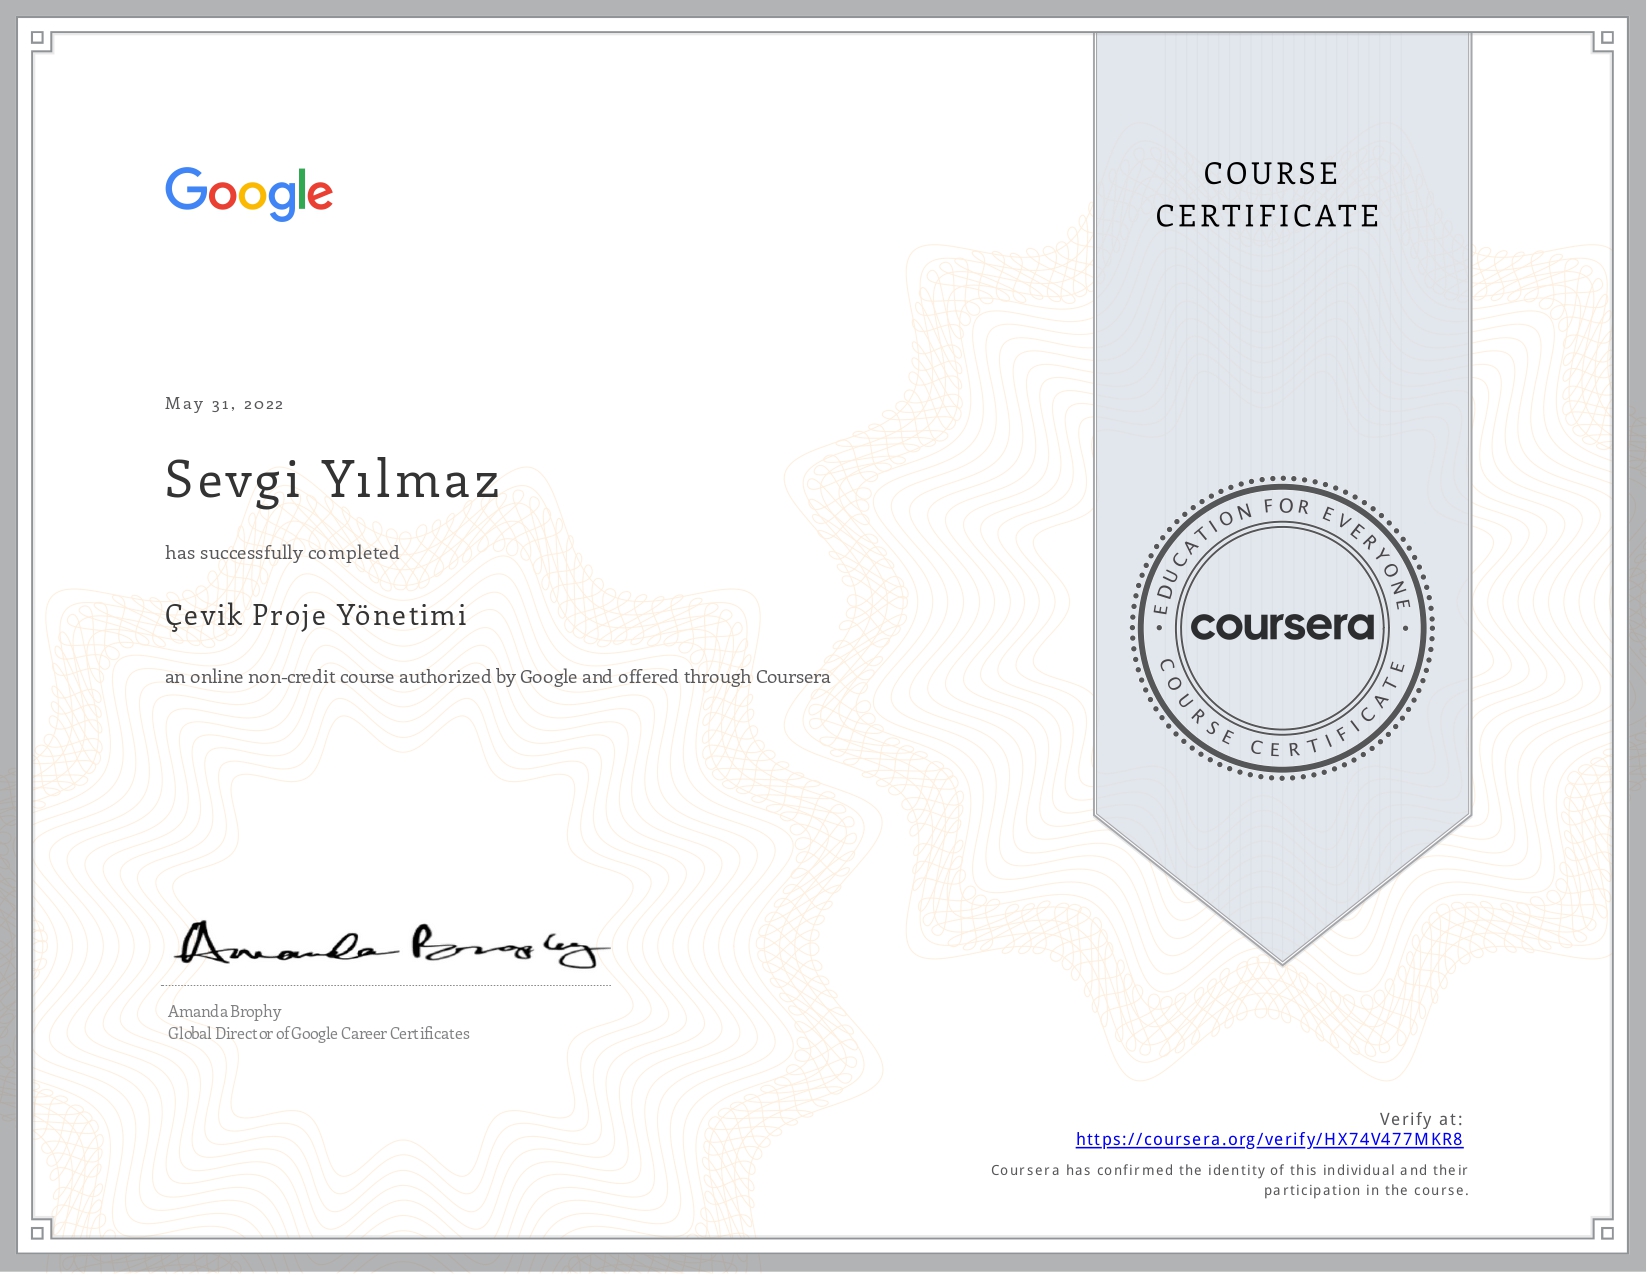 Google
COURSE
CERTIFICATE
May 31, 2022
Sevgi Yılmaz
has successfully completed
Çevik Proje Yönetimi
an online non-credit course authorized by Google and offered through Coursera
EDUCATION FOR EVERYONE
coursera
COURSE CERTIFICATE
Amanda Brophy
Amanda Brophy
Global Director of Google Career Certificates
Verify at:
https://coursera.org/verify/HX74V477MKR8
Coursera has confirmed the identity of this individual and their
participation in the course.